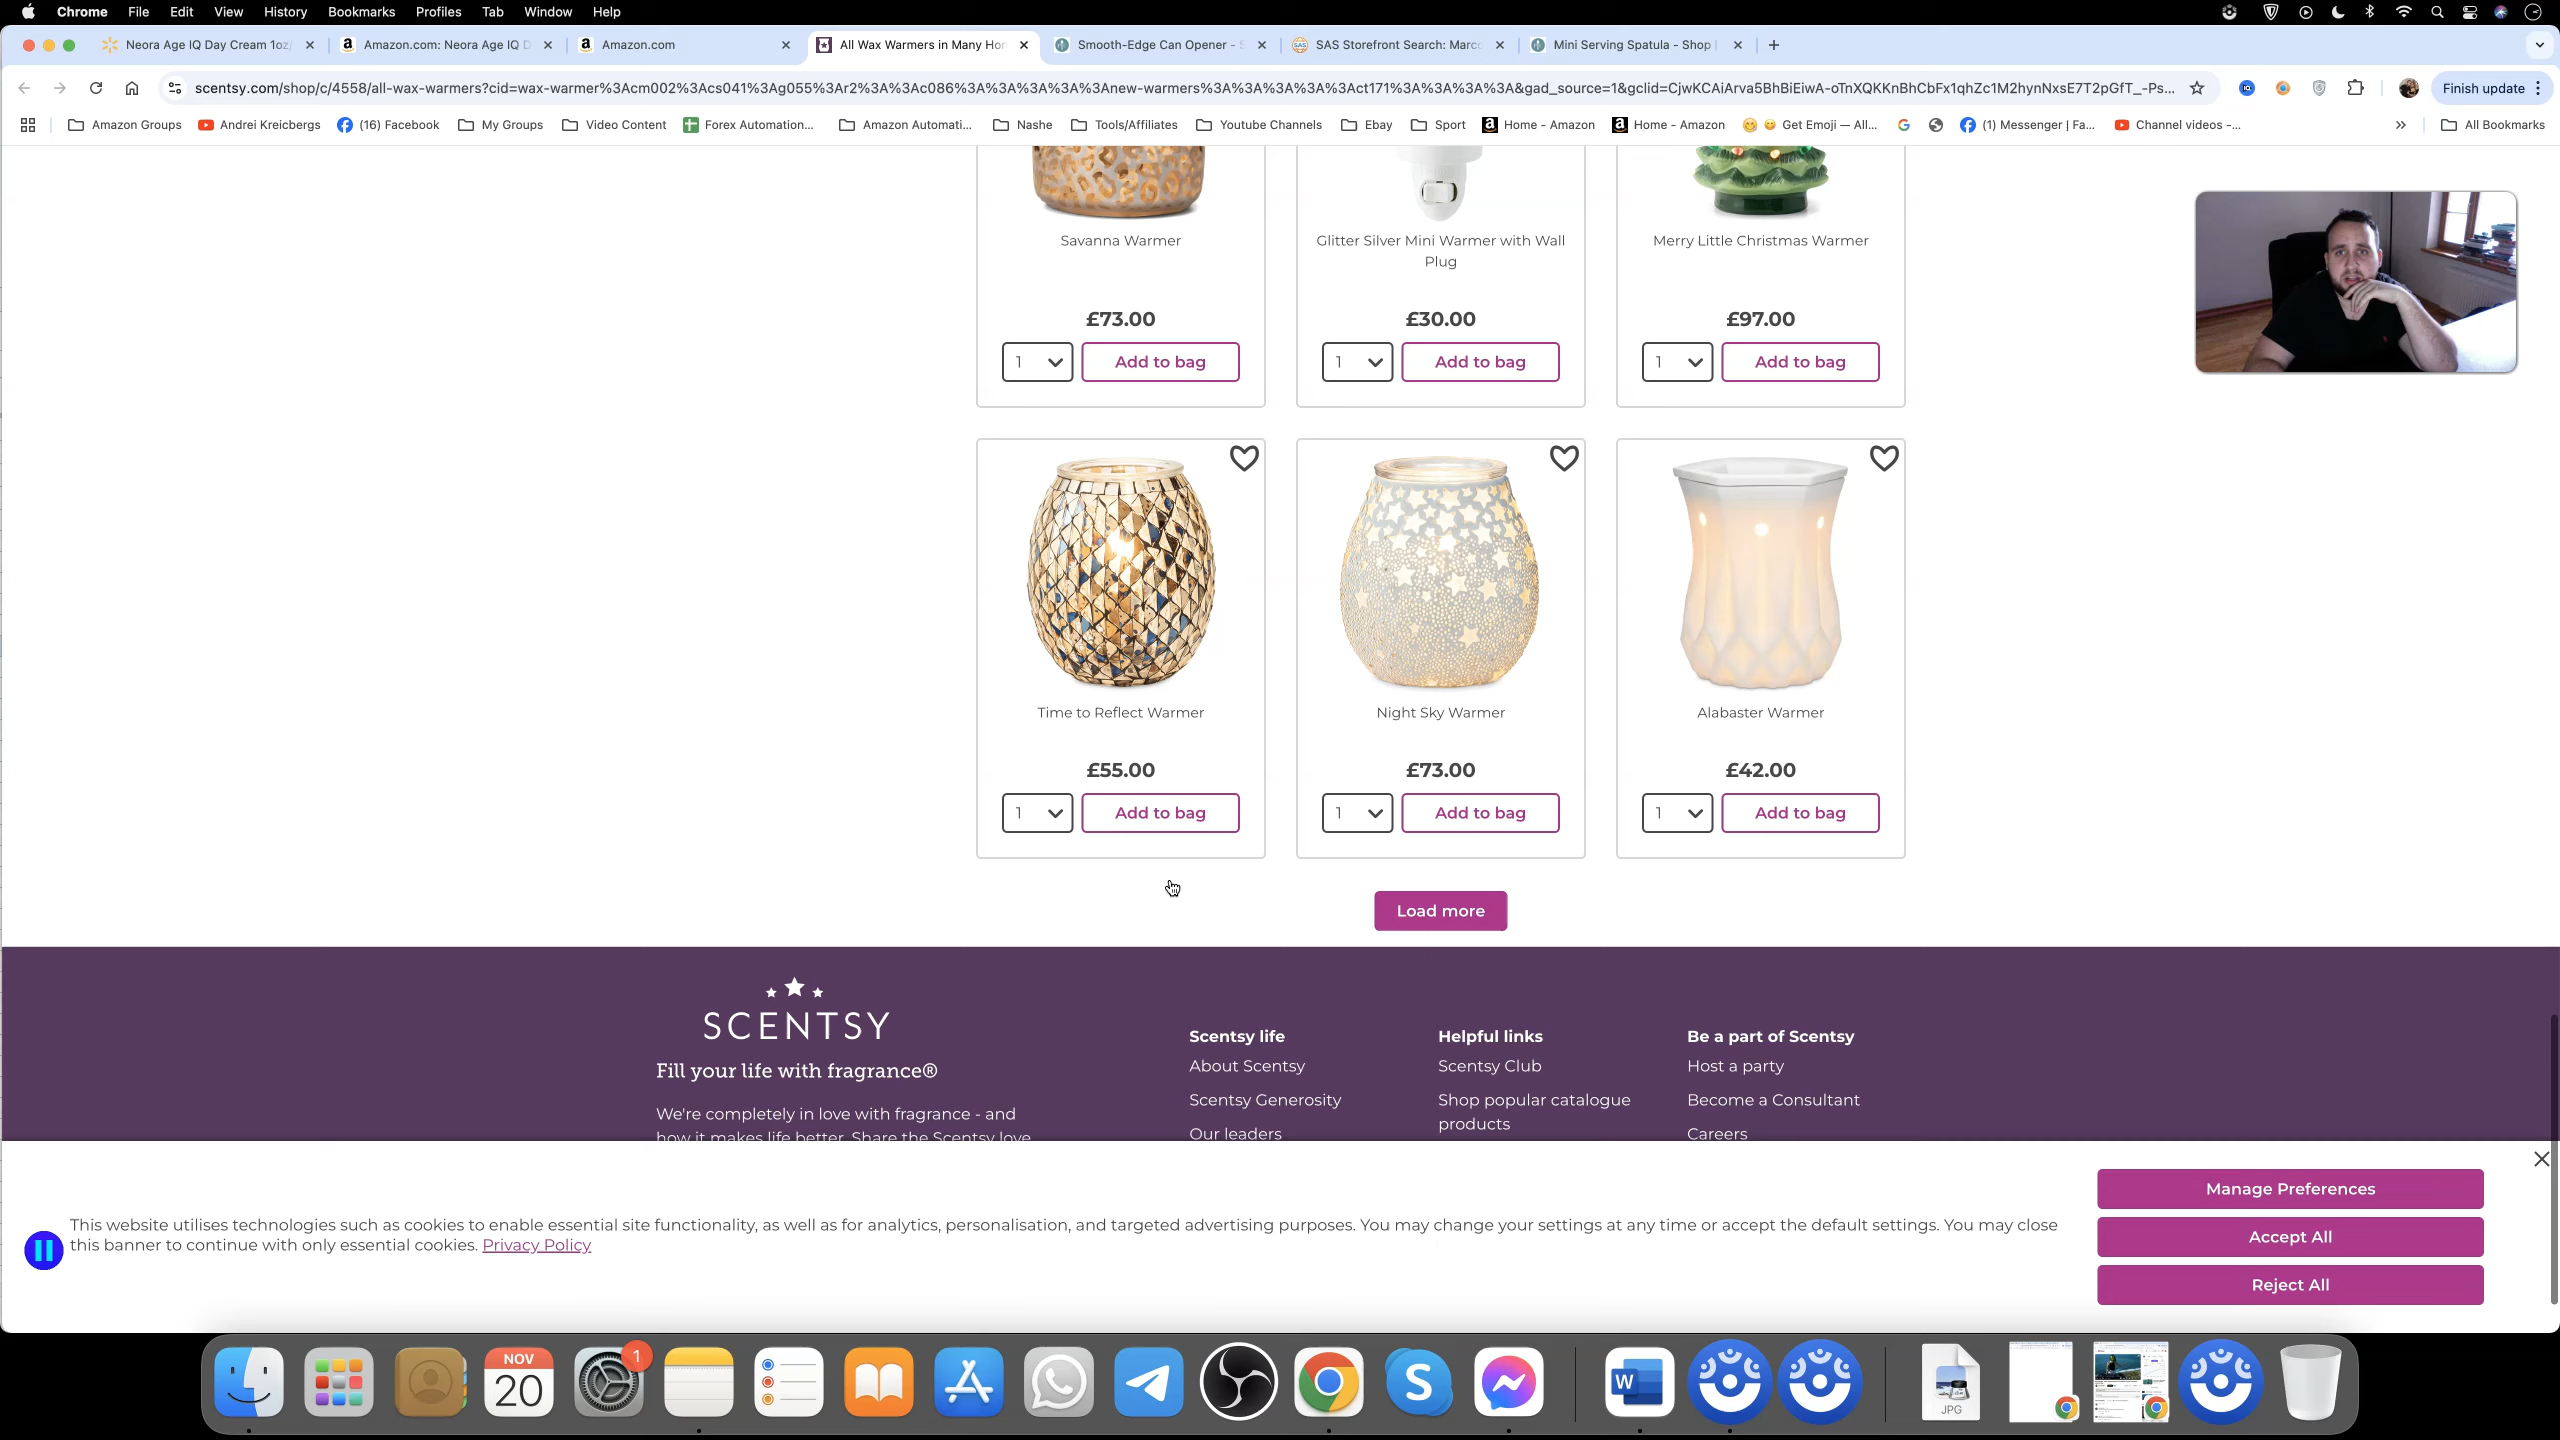 Chrome File Edit View History Bookmarks Profiles Tab Window Help
Neora Age IQ Day Cream 1oz/ Amazon.com: Neora Age IQ D Amazon.com All Wax Warmers in Many Hor Smooth-Edge Can Opener - S SAS Storefront Search: Marco Mini Serving Spatula - Shop |
scentsy.com/shop/c/4558/all-wax-warmers?cid=wax-warmer%3Acm002%3Acs041%3Ag055%3Ar2%3A%3Ac086%3A%3A%3A%3A%3Anew-warmers%3A%3A%3A%3A%3Act171%3A%3A%3A%3A&gad_source=1&gclid=CjwKCAiArva5BhBiEiwA-oTnXQKKnBhCbFx1qhZc1M2hynNxsE7T2pGfT_-Ps... Finish update
Amazon Groups Andrei Kreicbergs (16) Facebook My Groups Video Content Forex Automation... Amazon Automati... Nashe Tools/Affiliates Youtube Channels Ebay Sport Home - Amazon Home - Amazon Get Emoji — All... (1) Messenger | Fa... Channel videos -... » All Bookmarks
Savanna Warmer
£73.00
1 Add to bag
Glitter Silver Mini Warmer with Wall
Plug
£30.00
1 Add to bag
Merry Little Christmas Warmer
£97.00
1 Add to bag
Time to Reflect Warmer
£55.00
1 Add to bag
Night Sky Warmer
£73.00
1 Add to bag
Alabaster Warmer
£42.00
1 Add to bag
Load more
SCENTSY
Fill your life with fragrance®
We're completely in love with fragrance - and
how it makes life better. Share the Scentsy love
Scentsy life
About Scentsy
Scentsy Generosity
Our leaders
Helpful links
Scentsy Club
Shop popular catalogue
products
Be a part of Scentsy
Host a party
Become a Consultant
Careers
This website utilises technologies such as cookies to enable essential site functionality, as well as for analytics, personalisation, and targeted advertising purposes. You may change your settings at any time or accept the default settings. You may close
this banner to continue with only essential cookies. Privacy Policy
Manage Preferences
Accept All
Reject All
NOV
20
1
W
JPG